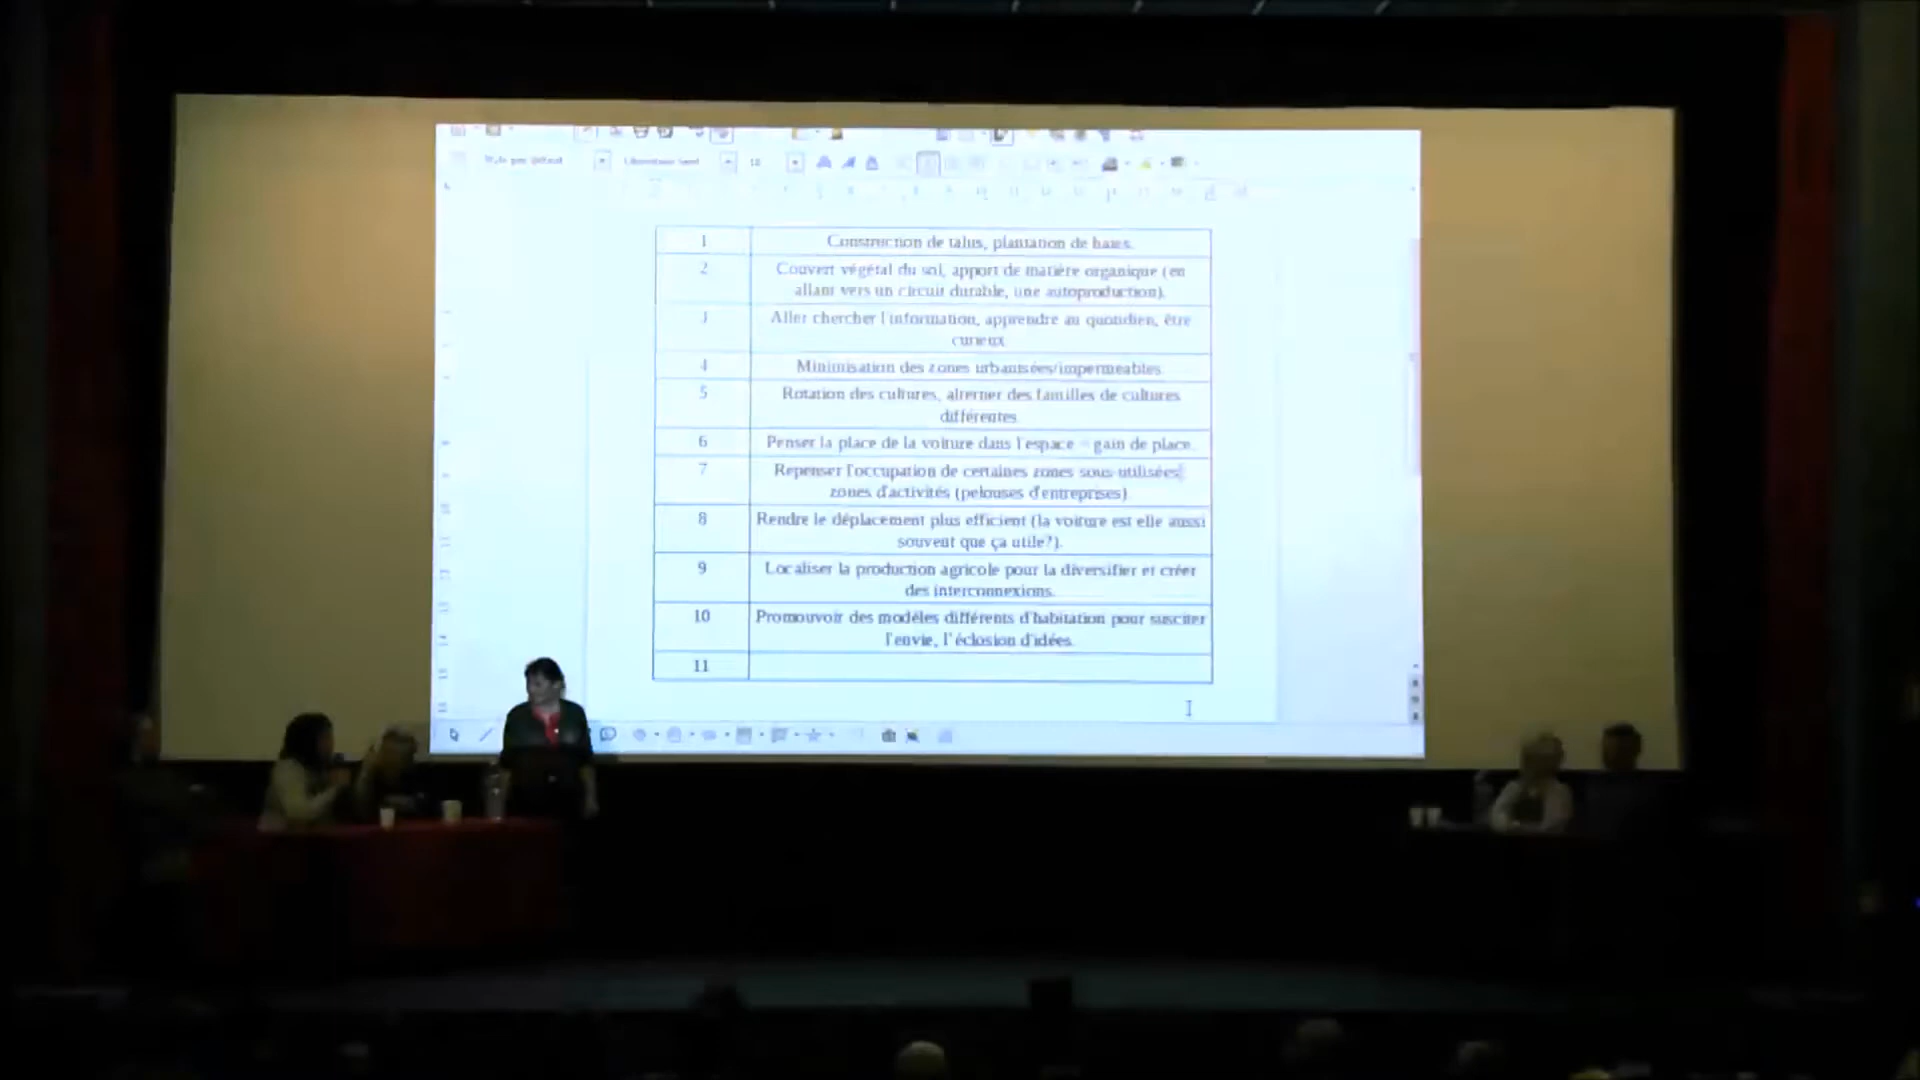 Style par défaut
1 Construction de talus, plantation de haies.
2 Couvert végétal du sol, apport de matière organique (en
allant vers un circuit durable, une autoproduction).
3 Aller chercher l'information, apprendre au quotidien, être
curieux
4 Minimisation des zones urbanisées/imperméables
5 Rotation des cultures, alterner des familles de cultures
différentes
6 Penser la place de la voiture dans l'espace = gain de place.
7 Repenser l'occupation de certaines zones sous-utilisées:
zones d'activités (pelouses d'entreprises)
8 Rendre le déplacement plus efficient (la voiture est elle aussi
souvent que ça utile?).
9 Localiser la production agricole pour la diversifier et créer
des interconnexions.
10 Promouvoir des modèles différents d'habitation pour susciter
l'envie, l'éclosion d'idées.
11